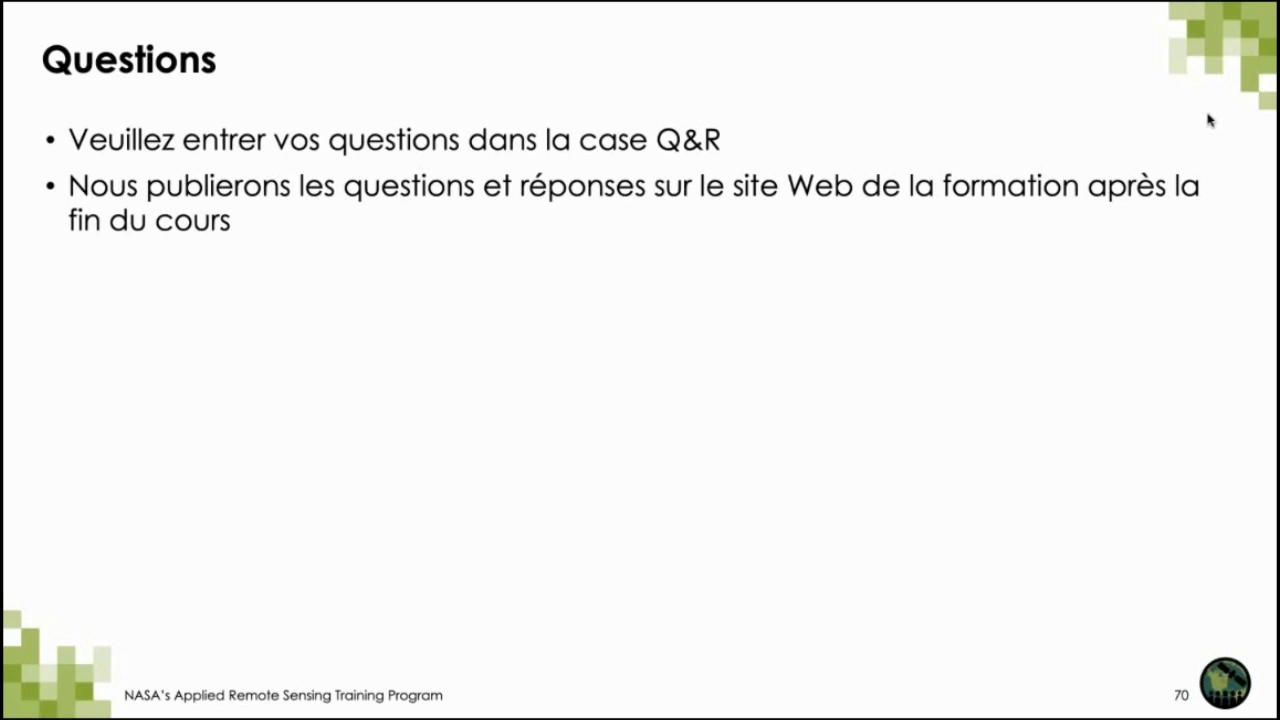 Questions
• Veuillez entrer vos questions dans la case Q&R
• Nous publierons les questions et réponses sur le site Web de la formation après la
fin du cours
NASA's Applied Remote Sensing Training Program
70